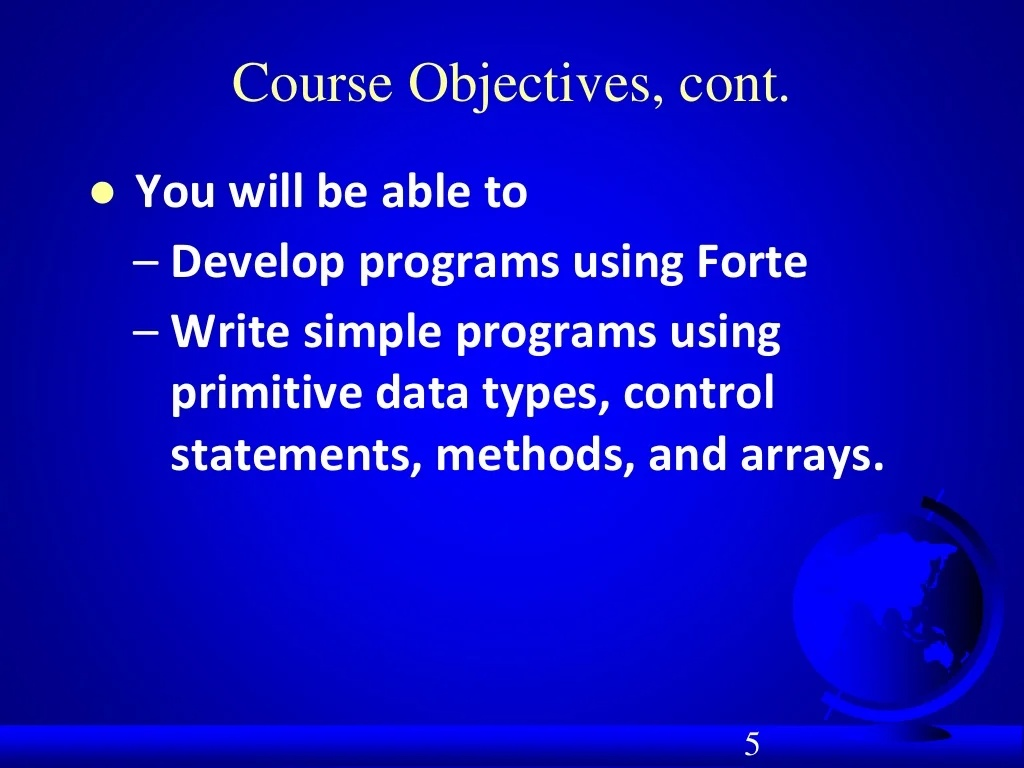 Course Objectives, cont.
● You will be able to
– Develop programs using Forte
– Write simple programs using
primitive data types, control
statements, methods, and arrays.
5